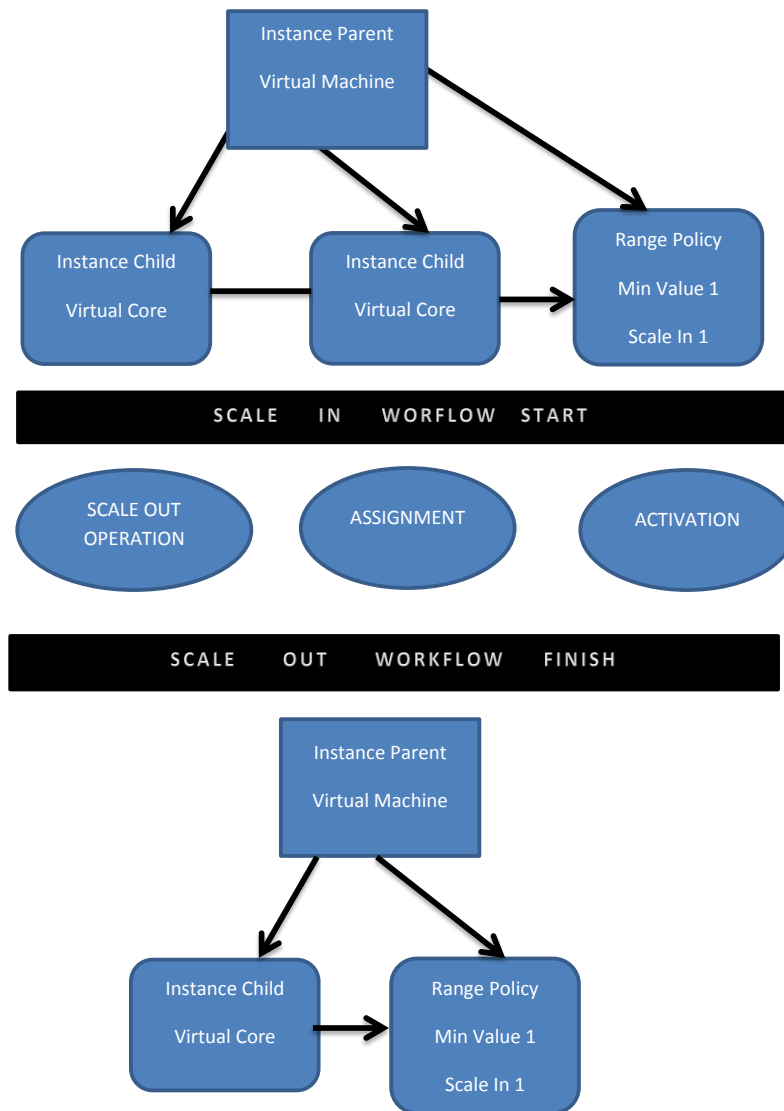 Instance Parent
Virtual Machine
Instance Child
Virtual Core
Instance Child
Virtual Core
Range Policy
Min Value 1
Scale In 1
SCALE IN WORFLOW START
SCALE OUT
OPERATION
ASSIGNMENT
ACTIVATION
SCALE OUT WORKFLOW FINISH
Instance Parent
Virtual Machine
Instance Child
Virtual Core
Range Policy
Min Value 1
Scale In 1